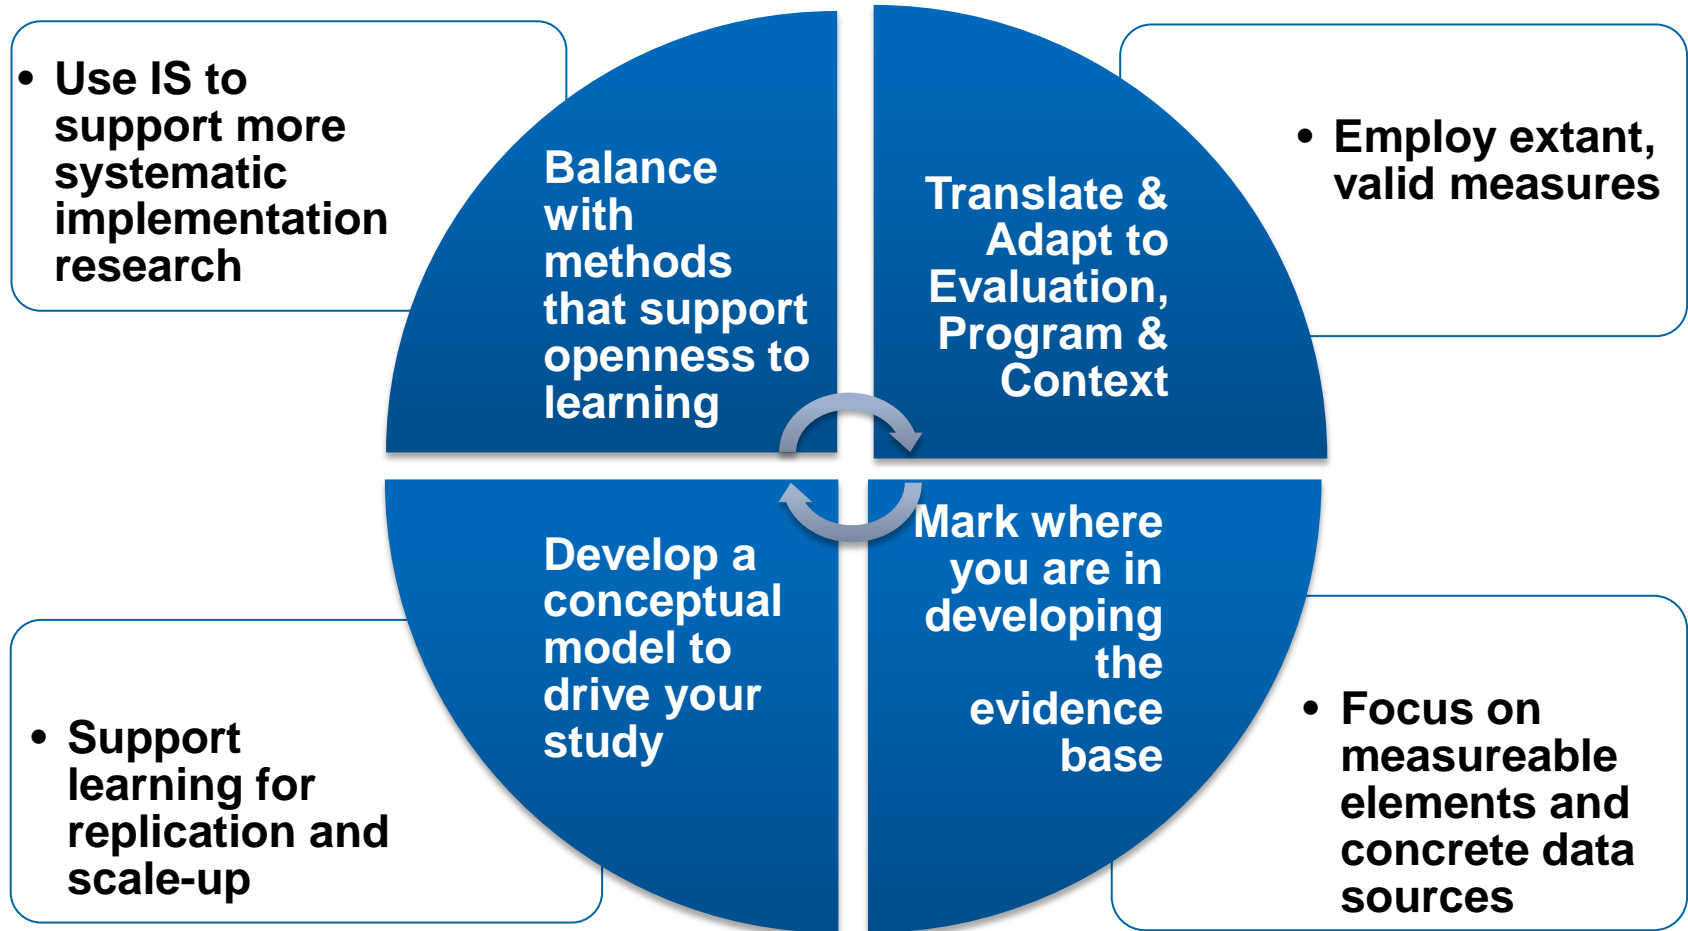 • Use IS to
support more
systematic
implementation
research
Balance
with
methods
that support
openness to
learning
Translate &
Adapt to
Evaluation,
Program &
Context
• Employ extant,
valid measures
• Support
learning for
replication and
scale-up
Develop a
conceptual
model to
drive your
study
Mark where
you are in
developing
the
evidence
base
• Focus on
measureable
elements and
concrete data
sources